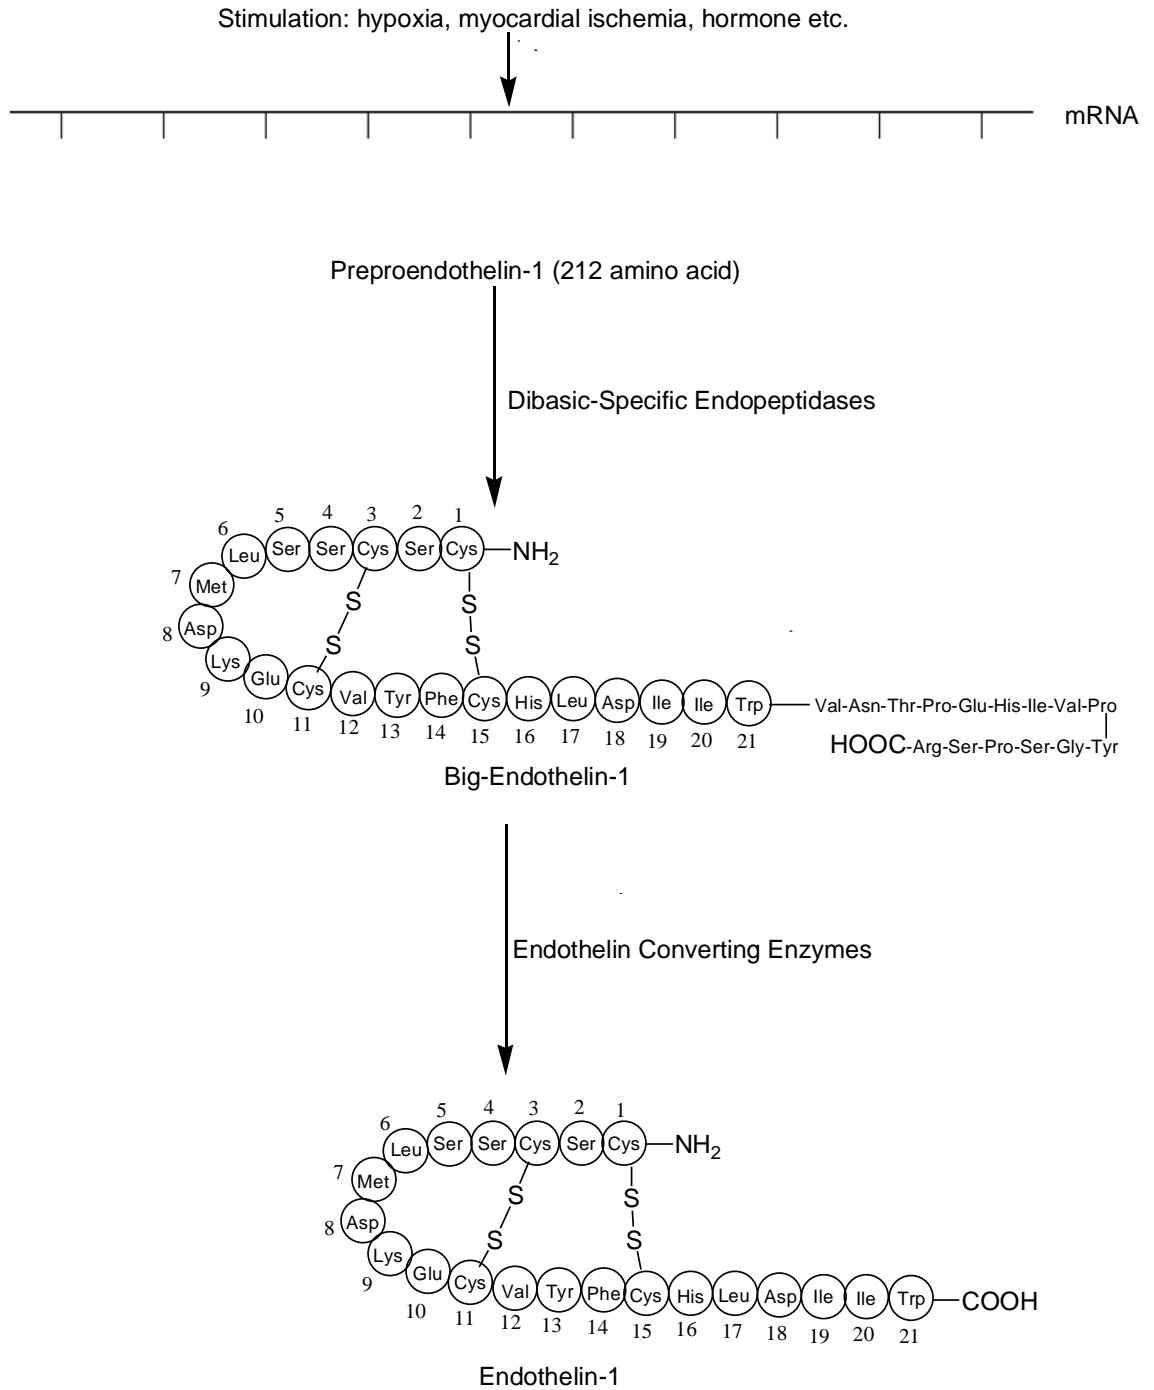 Stimulation: hypoxia, myocardial ischemia, hormone etc.
mRNA
Preproendothelin-1 (212 amino acid)
Dibasic-Specific Endopeptidases
6 5 4 3 2 1
Leu Ser Ser Cys Ser Cys NH2
7 Met
S S
8 Asp
S S
9 Lys
Glu Cys Val Tyr Phe Cys His Leu Asp Ile Ile Trp Val-Asn-Thr-Pro-Glu-His-Ile-Val-Pro
10 11 12 13 14 15 16 17 18 19 20 21
HOOC-Arg-Ser-Pro-Ser-Gly-Tyr
Big-Endothelin-1
Endothelin Converting Enzymes
6 5 4 3 2 1
Leu Ser Ser Cys Ser Cys NH2
7 Met
S S
8 Asp
S S
9 Lys
Glu Cys Val Tyr Phe Cys His Leu Asp Ile Ile Trp COOH
10 11 12 13 14 15 16 17 18 19 20 21
Endothelin-1